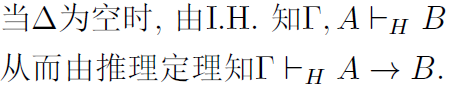 当Δ为空时, 由I.H. 知Γ, A ⊢_H B
从而由推理定理知Γ ⊢_H A → B.